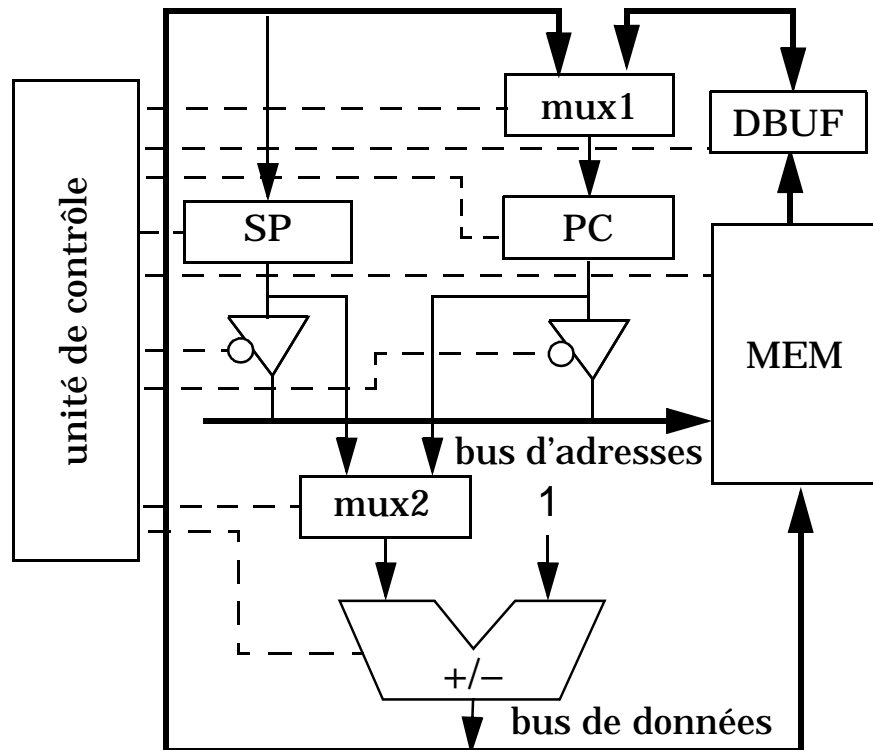 mux1
DBUF
SP
PC
unité de contrôle
MEM
bus d'adresses
mux2
1
+/−
bus de données